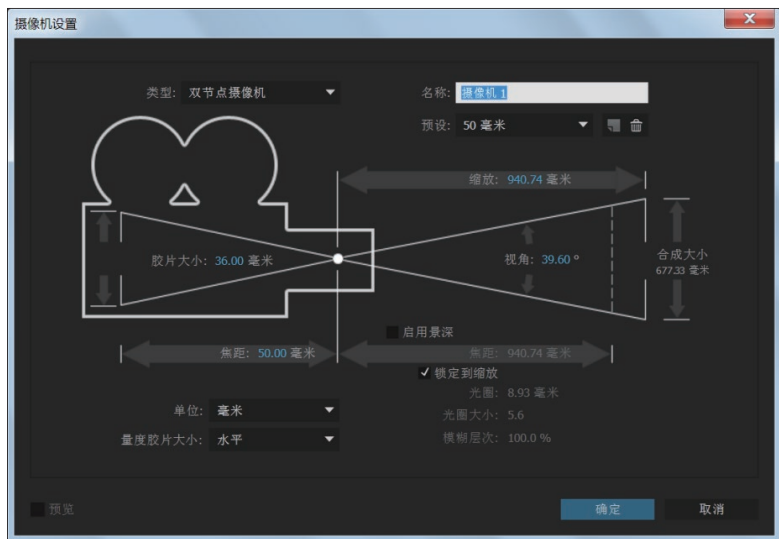 摄像机设置
类型: 双节点摄像机
名称: 摄像机 1
预设: 50 毫米
缩放: 940.74 毫米
胶片大小: 36.00 毫米
视角: 39.60 °
合成大小
677.33 毫米
启用景深
焦距: 50.00 毫米
焦距: 940.74 毫米
锁定到缩放
光圈: 8.93 毫米
单位: 毫米
光圈大小: 5.6
量度胶片大小: 水平
模糊层次: 100.0 %
预览
确定
取消